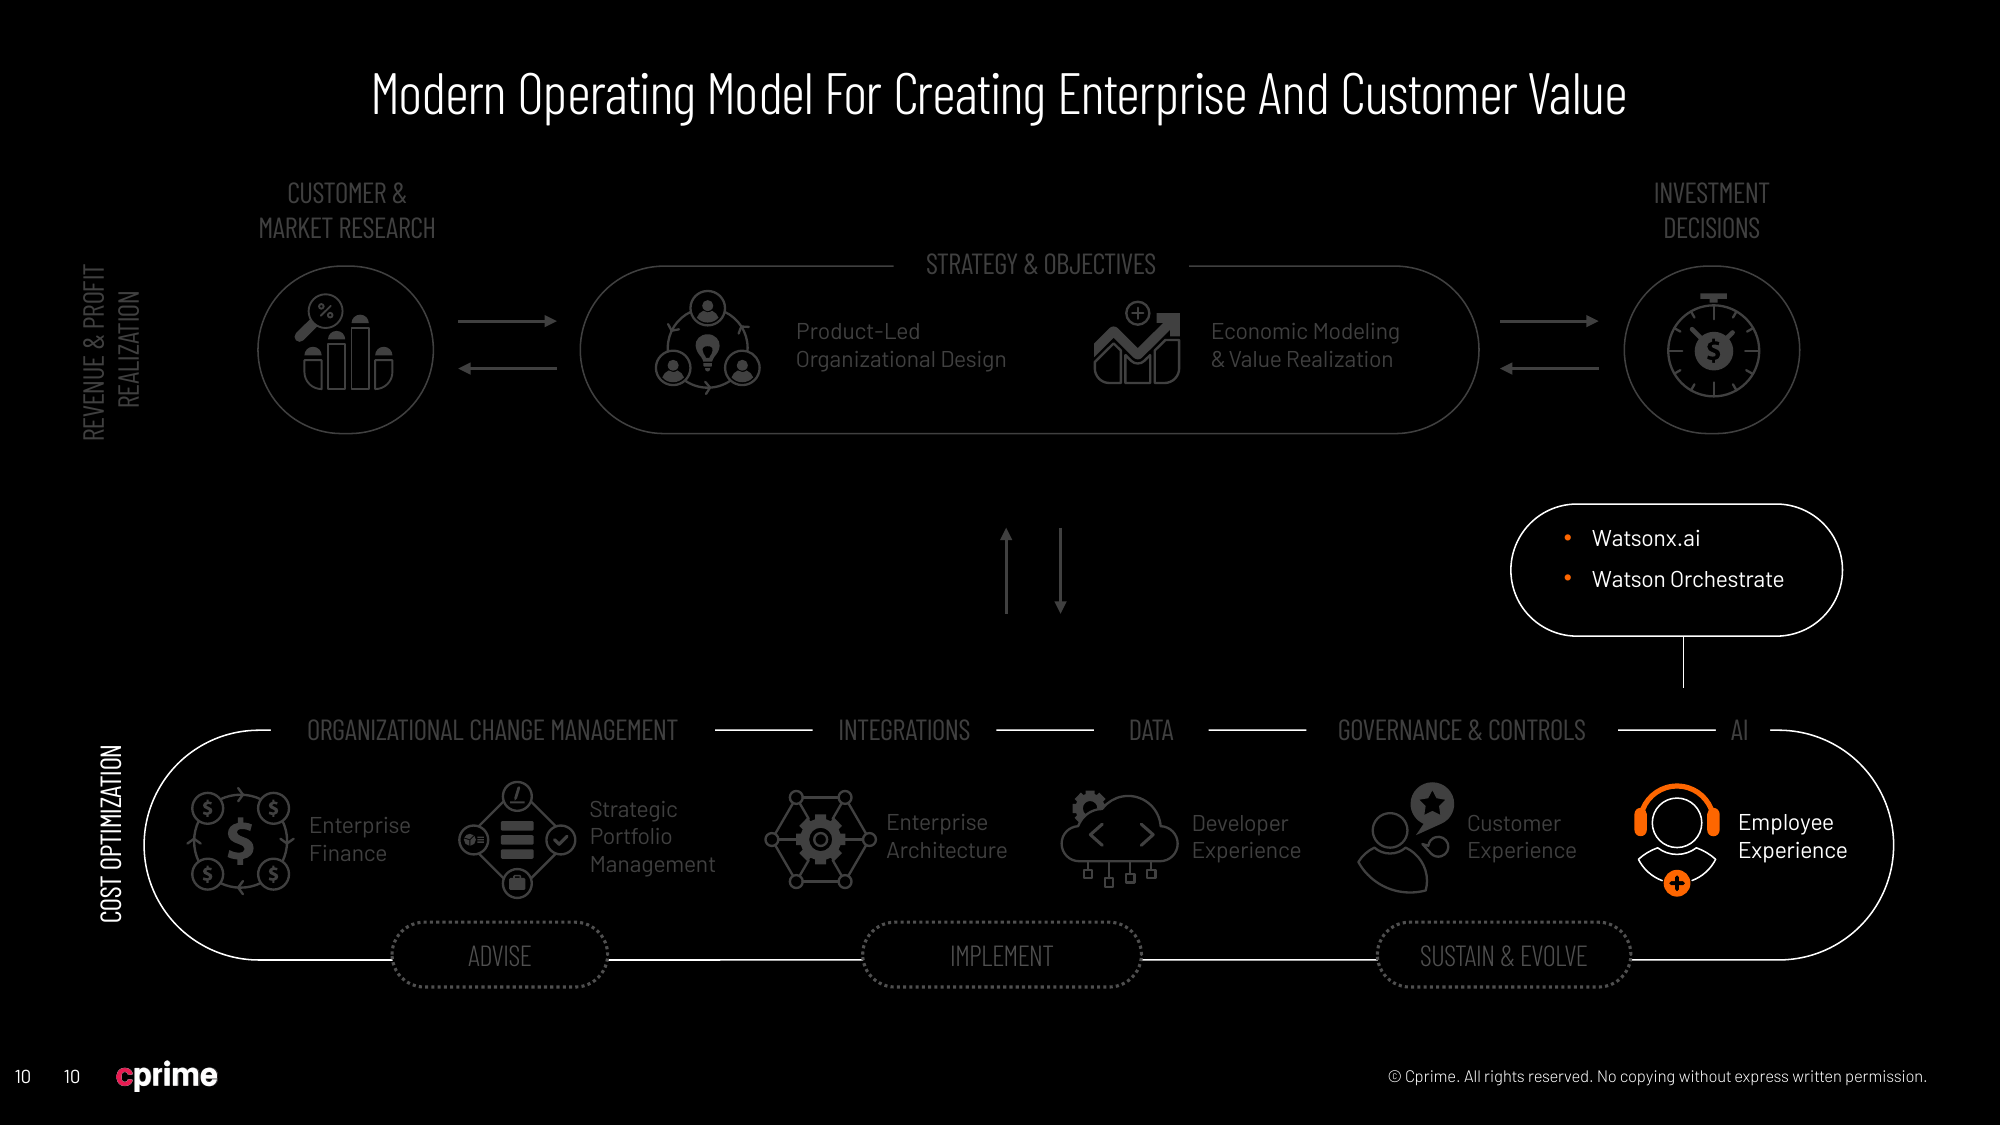 Modern Operating Model For Creating Enterprise And Customer Value
CUSTOMER &
MARKET RESEARCH
INVESTMENT
DECISIONS
STRATEGY & OBJECTIVES
REVENUE & PROFIT
REALIZATION
%
Product-Led
Organizational Design
Economic Modeling
& Value Realization
$
• Watsonx.ai
• Watson Orchestrate
ORGANIZATIONAL CHANGE MANAGEMENT
INTEGRATIONS
DATA
GOVERNANCE & CONTROLS
AI
COST OPTIMIZATION
$ $
$
$ $
Enterprise
Finance
Strategic
Portfolio
Management
Enterprise
Architecture
Developer
Experience
Customer
Experience
Employee
Experience
ADVISE
IMPLEMENT
SUSTAIN & EVOLVE
10 10 cprime
© Cprime. All rights reserved. No copying without express written permission.